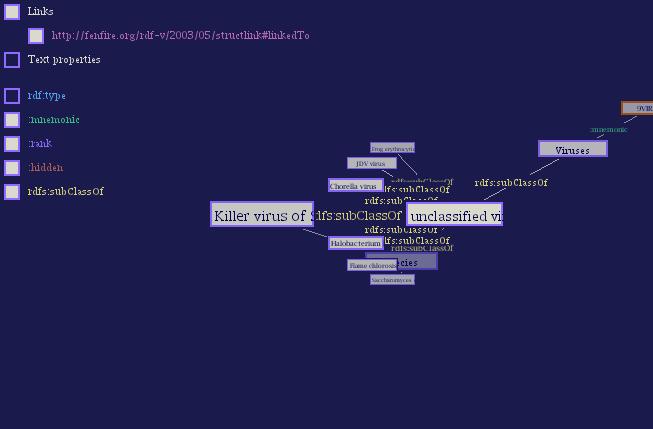 Links
http://fenfire.org/rdf-v/2003/05/structlink#linkedTo
Text properties
rdf:type
:mnemonic
:rank
:hidden
rdfs:subClassOf
9VIR
:mnemonic
Viruses
Frog erythrocytic
JDV virus
rdfs:subClassOf
Chorella virus
rdfs:subClassOf
rdfs:subClassOf
rdfs:subClassOf
Killer virus of S
rdfs:subClassOf
unclassified vi
rdfs:subClassOf
Halobacterium
rdfs:subClassOf
rdfs:subClassOf
ecies
Flame chlorosis
Saccharomyces